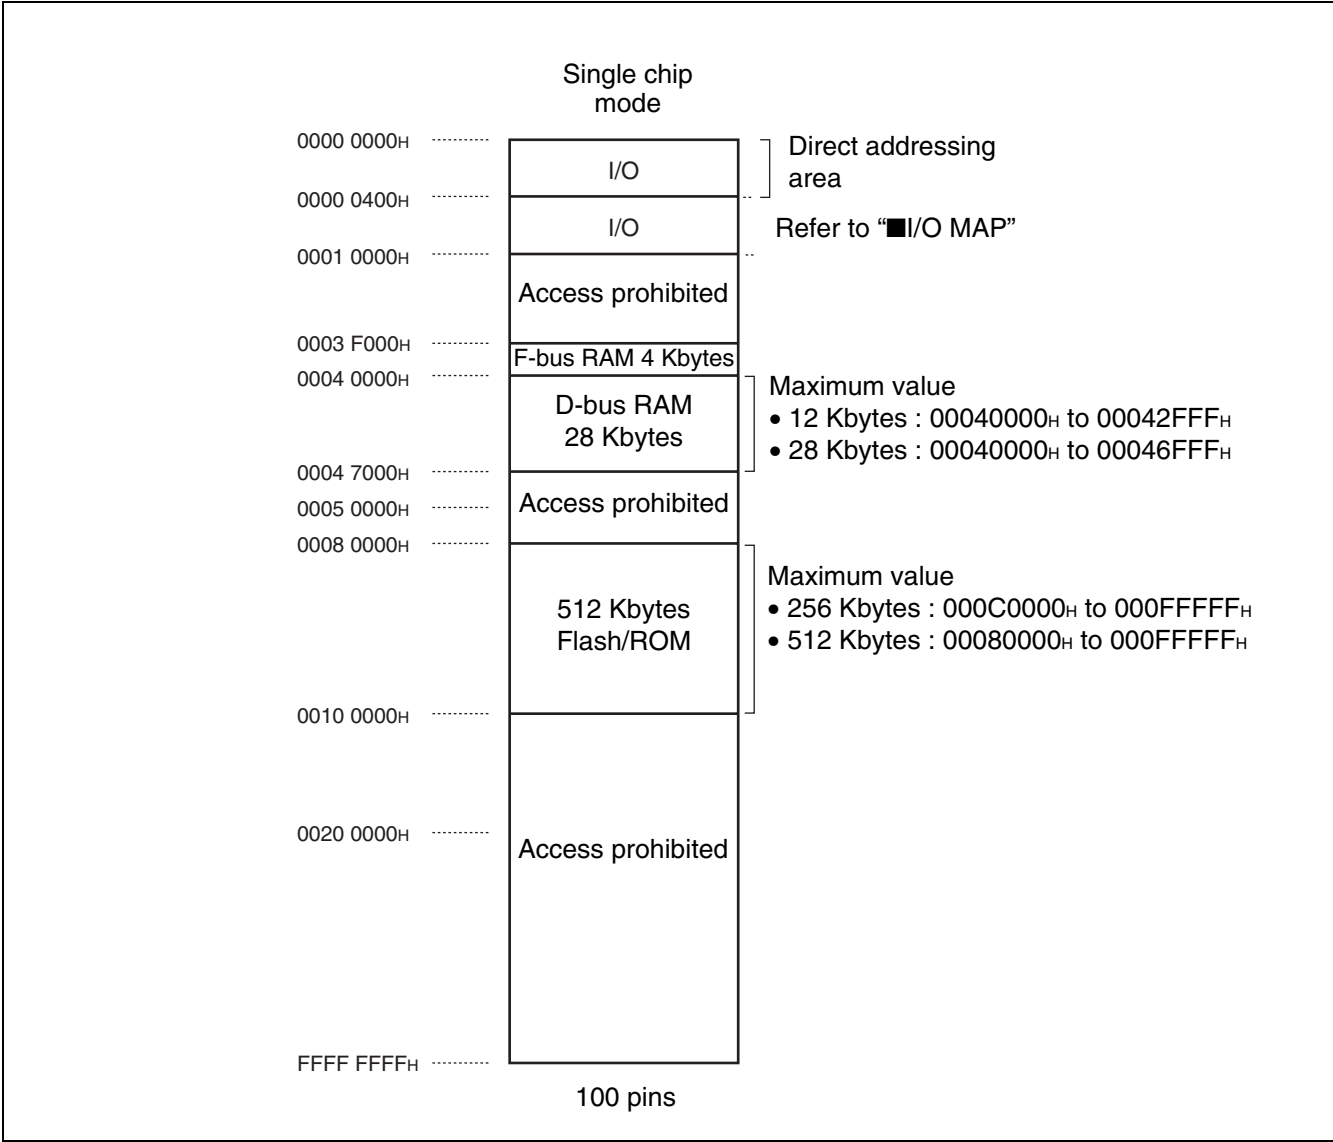 Single chip
mode
0000 0000H
I/O
Direct addressing
area
0000 0400H
I/O
Refer to “■I/O MAP”
0001 0000H
Access prohibited
0003 F000H
F-bus RAM 4 Kbytes
0004 0000H
D-bus RAM
28 Kbytes
Maximum value
• 12 Kbytes : 00040000H to 00042FFFH
• 28 Kbytes : 00040000H to 00046FFFH
0004 7000H
Access prohibited
0005 0000H
0008 0000H
512 Kbytes
Flash/ROM
Maximum value
• 256 Kbytes : 000C0000H to 000FFFFFH
• 512 Kbytes : 00080000H to 000FFFFFH
0010 0000H
0020 0000H
Access prohibited
FFFF FFFFH
100 pins